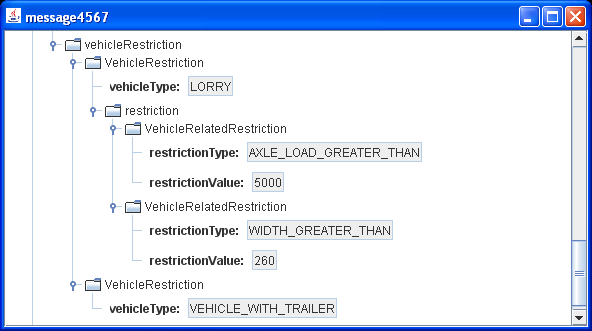 message4567
vehicleRestriction
VehicleRestriction
vehicleType: LORRY
restriction
VehicleRelatedRestriction
restrictionType: AXLE_LOAD_GREATER_THAN
restrictionValue: 5000
VehicleRelatedRestriction
restrictionType: WIDTH_GREATER_THAN
restrictionValue: 260
VehicleRestriction
vehicleType: VEHICLE_WITH_TRAILER